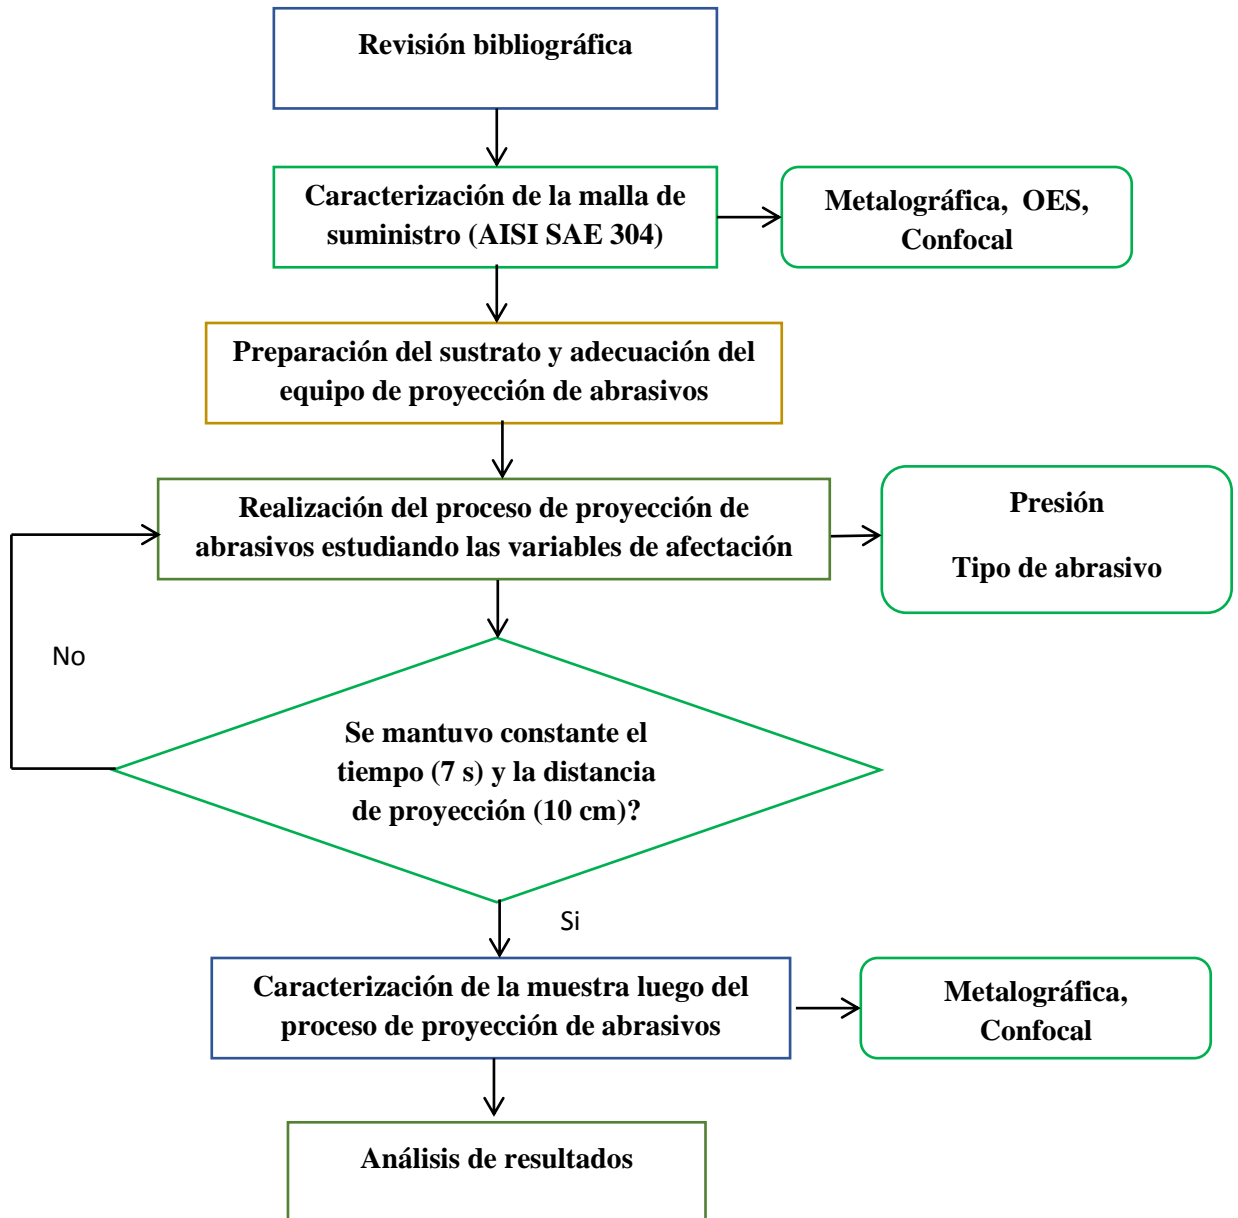 Revisión bibliográfica
Caracterización de la malla de
suministro (AISI SAE 304)
Metalográfica, OES,
Confocal
Preparación del sustrato y adecuación del
equipo de proyección de abrasivos
Realización del proceso de proyección de
abrasivos estudiando las variables de afectación
Presión
Tipo de abrasivo
No
Se mantuvo constante el
tiempo (7 s) y la distancia
de proyección (10 cm)?
Si
Caracterización de la muestra luego del
proceso de proyección de abrasivos
Metalográfica,
Confocal
Análisis de resultados